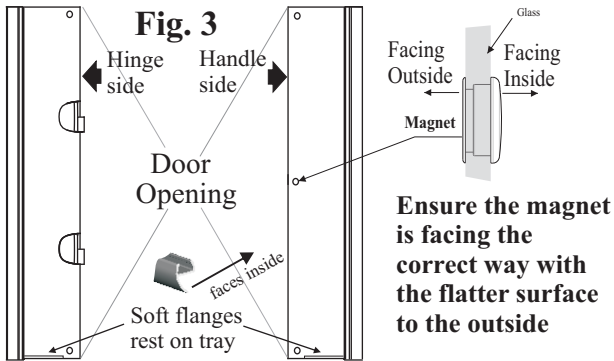 Fig. 3
Hinge
side
Handle
side
Door
Opening
faces inside
Soft flanges
rest on tray
Glass
Facing
Outside
Facing
Inside
Magnet
Ensure the magnet
is facing the
correct way with
the flatter surface
to the outside